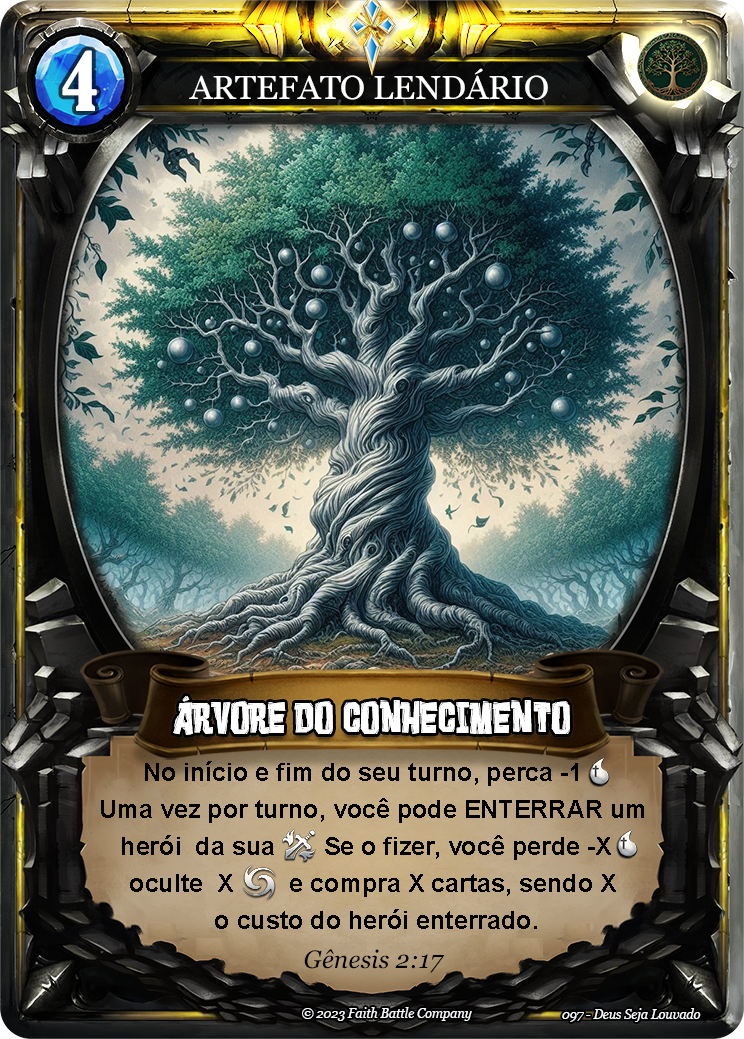 4
ARTEFATO LENDÁRIO
ÁRVORE DO CONHECIMENTO
No início e fim do seu turno, perca -1
Uma vez por turno, você pode ENTERRAR um
herói da sua Se o fizer, você perde -X
oculte X e compra X cartas, sendo X
o custo do herói enterrado.
Gênesis 2:17
© 2023 Faith Battle Company
097 - Deus Seja Louvado